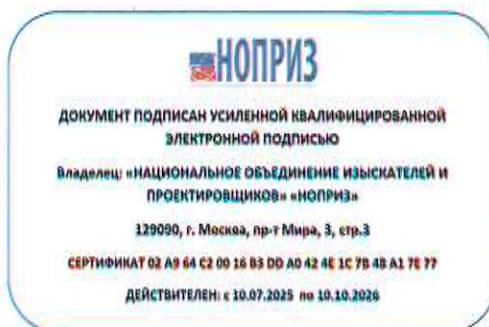 НОПРИЗ
ДОКУМЕНТ ПОДПИСАН УСИЛЕННОЙ КВАЛИФИЦИРОВАННОЙ
ЭЛЕКТРОННОЙ ПОДПИСЬЮ
Владелец: «НАЦИОНАЛЬНОЕ ОБЪЕДИНЕНИЕ ИЗЫСКАТЕЛЕЙ И
ПРОЕКТИРОВЩИКОВ» «НОПРИЗ»
129090, г. Москва, пр-т Мира, 3, стр.3
СЕРТИФИКАТ 02 A9 64 C2 00 16 B3 DD A0 42 4E 1C 7B 4B A1 7E 77
ДЕЙСТВИТЕЛЕН: с 10.07.2025 по 10.10.2026